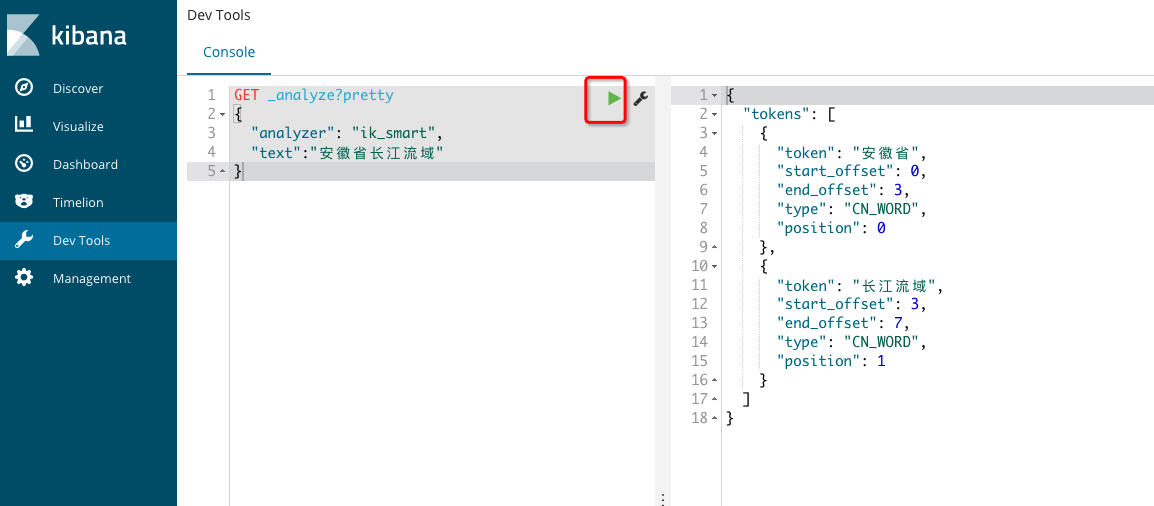 kibana
Discover
Visualize
Dashboard
Timelion
Dev Tools
Management
Dev Tools
Console
1 GET _analyze?pretty
2 {
3 "analyzer": "ik_smart",
4 "text":"安徽省长江流域"
5 }
1 {
2 "tokens": [
3 {
4 "token": "安徽省",
5 "start_offset": 0,
6 "end_offset": 3,
7 "type": "CN_WORD",
8 "position": 0
9 },
10 {
11 "token": "长江流域",
12 "start_offset": 3,
13 "end_offset": 7,
14 "type": "CN_WORD",
15 "position": 1
16 }
17 ]
18 }